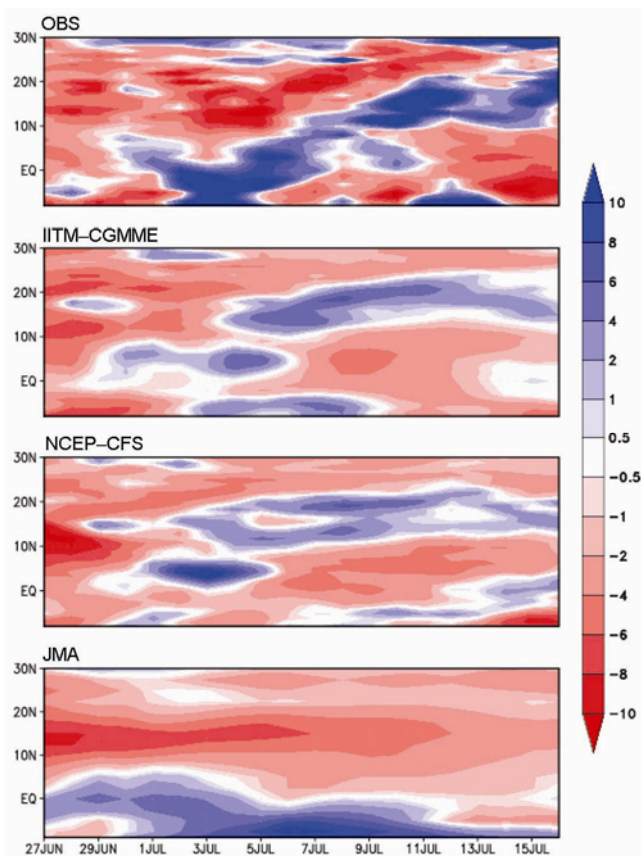 OBS
30N
20N
10N
EQ
IITM–CGMME
30N
20N
10N
EQ
NCEP–CFS
30N
20N
10N
EQ
JMA
30N
20N
10N
EQ
27JUN 29JUN 1JUL 3JUL 5JUL 7JUL 9JUL 11JUL 13JUL 15JUL
10
8
6
4
2
1
0.5
−0.5
−1
−2
−4
−6
−8
−10